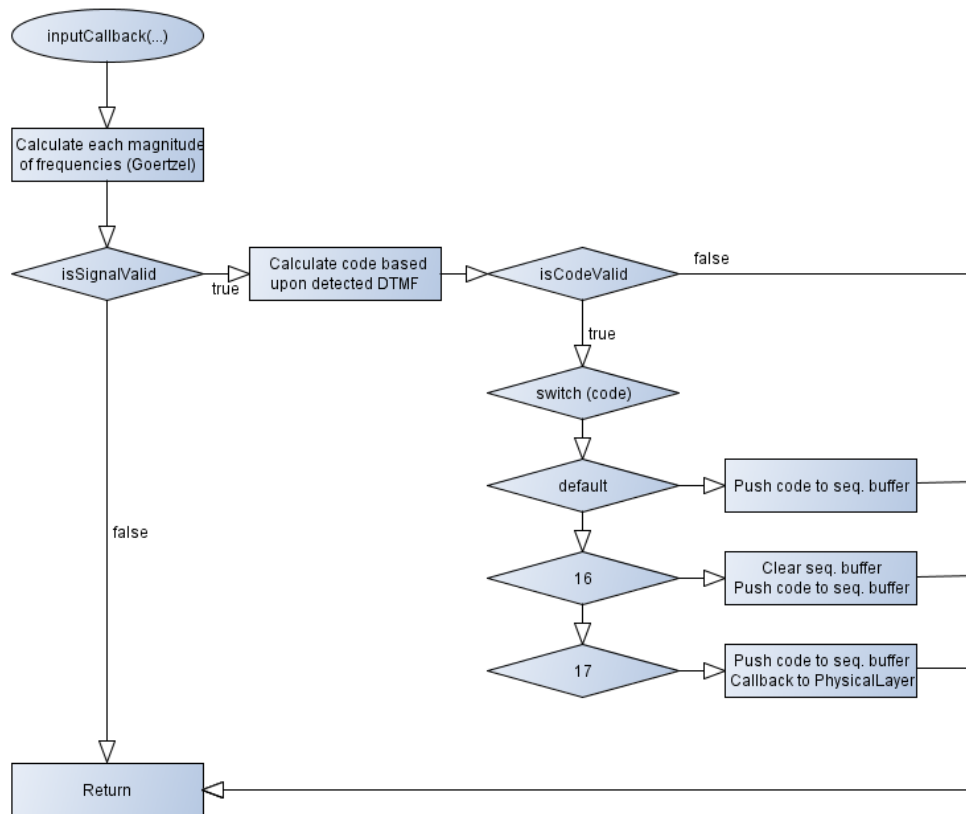 inputCallback(...)
Calculate each magnitude
of frequencies (Goertzel)
isSignalValid
true
Calculate code based
upon detected DTMF
isCodeValid
false
true
switch (code)
default
Push code to seq. buffer
false
16
Clear seq. buffer
Push code to seq. buffer
17
Push code to seq. buffer
Callback to PhysicalLayer
Return